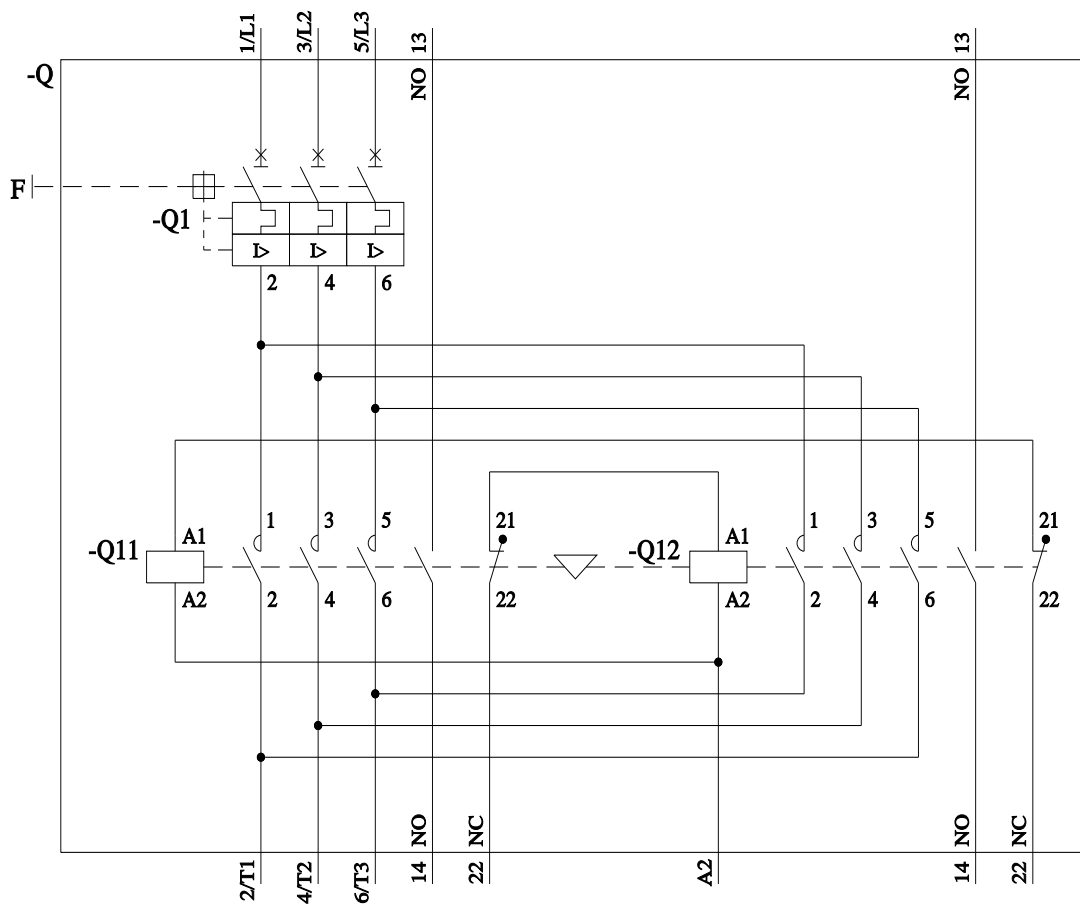 1/L1 3/L2 5/L3 NO 13 NO 13
-Q
F
-Q1
I> I> I>
2 4 6
1 3 5 21 1 3 5 21
-Q11 A1 -Q12 A1
A2 2 4 6 22 A2 2 4 6 22
2/T1 4/T2 6/T3 14 NO 22 NC A2 14 NO 22 NC